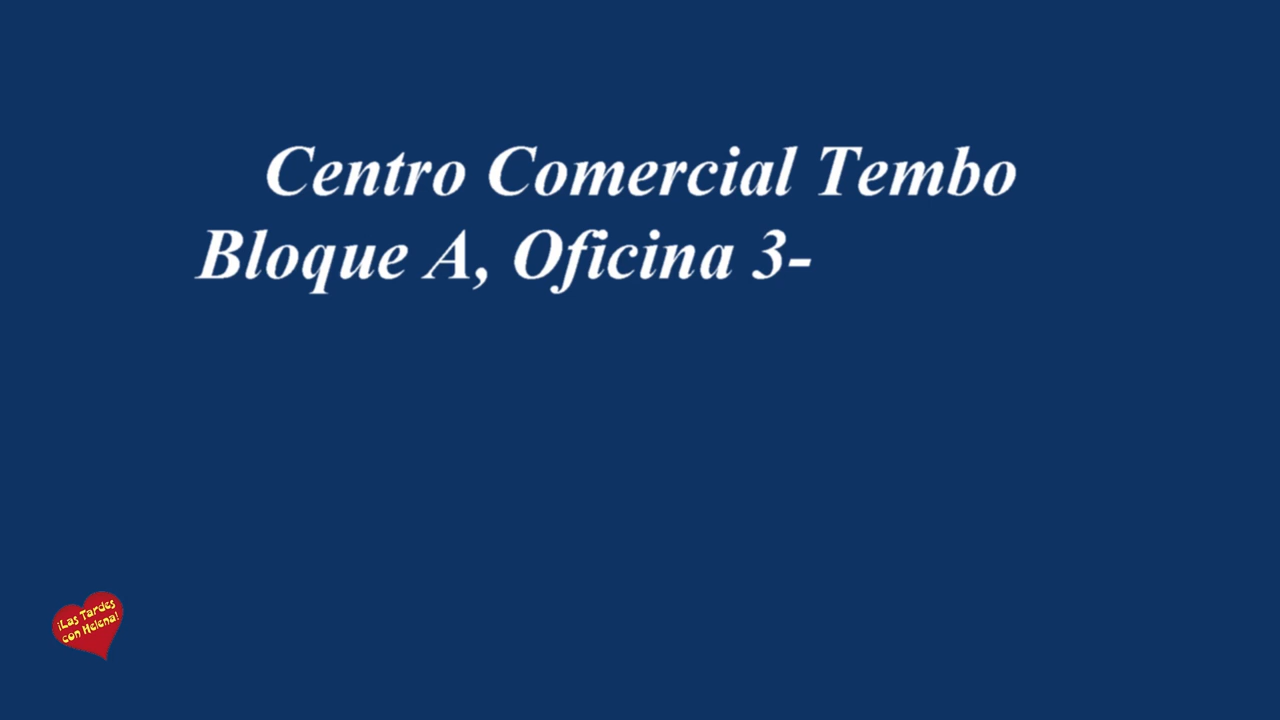 Centro Comercial Tembo
Bloque A, Oficina 3-
¡Las Tardes
con Helena!